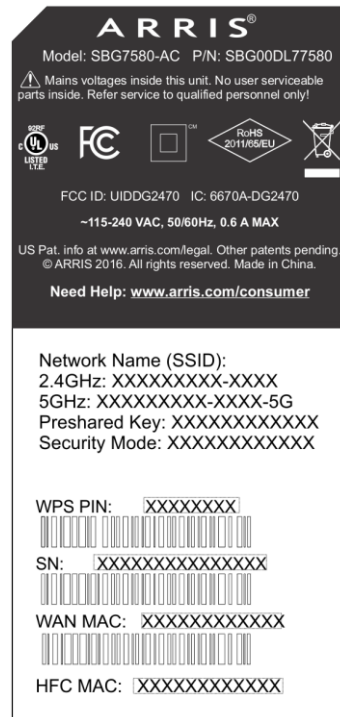 ARRIS®
Model: SBG7580-AC P/N: SBG00DL77580
Mains voltages inside this unit. No user serviceable
parts inside. Refer service to qualified personnel only!
92RF
C UL US
LISTED
I.T.E.
FC
CM
RoHS
2011/65/EU
FCC ID: UIDDG2470 IC: 6670A-DG2470
~115-240 VAC, 50/60Hz, 0.6 A MAX
US Pat. info at www.arris.com/legal. Other patents pending.
© ARRIS 2016. All rights reserved. Made in China.
Need Help: www.arris.com/consumer
Network Name (SSID):
2.4GHz: XXXXXXXXX-XXXX
5GHz: XXXXXXXXX-XXXX-5G
Preshared Key: XXXXXXXXXXXX
Security Mode: XXXXXXXXXXXX
WPS PIN: XXXXXXXX
SN: XXXXXXXXXXXXXXX
WAN MAC: XXXXXXXXXXXX
HFC MAC: XXXXXXXXXXXX